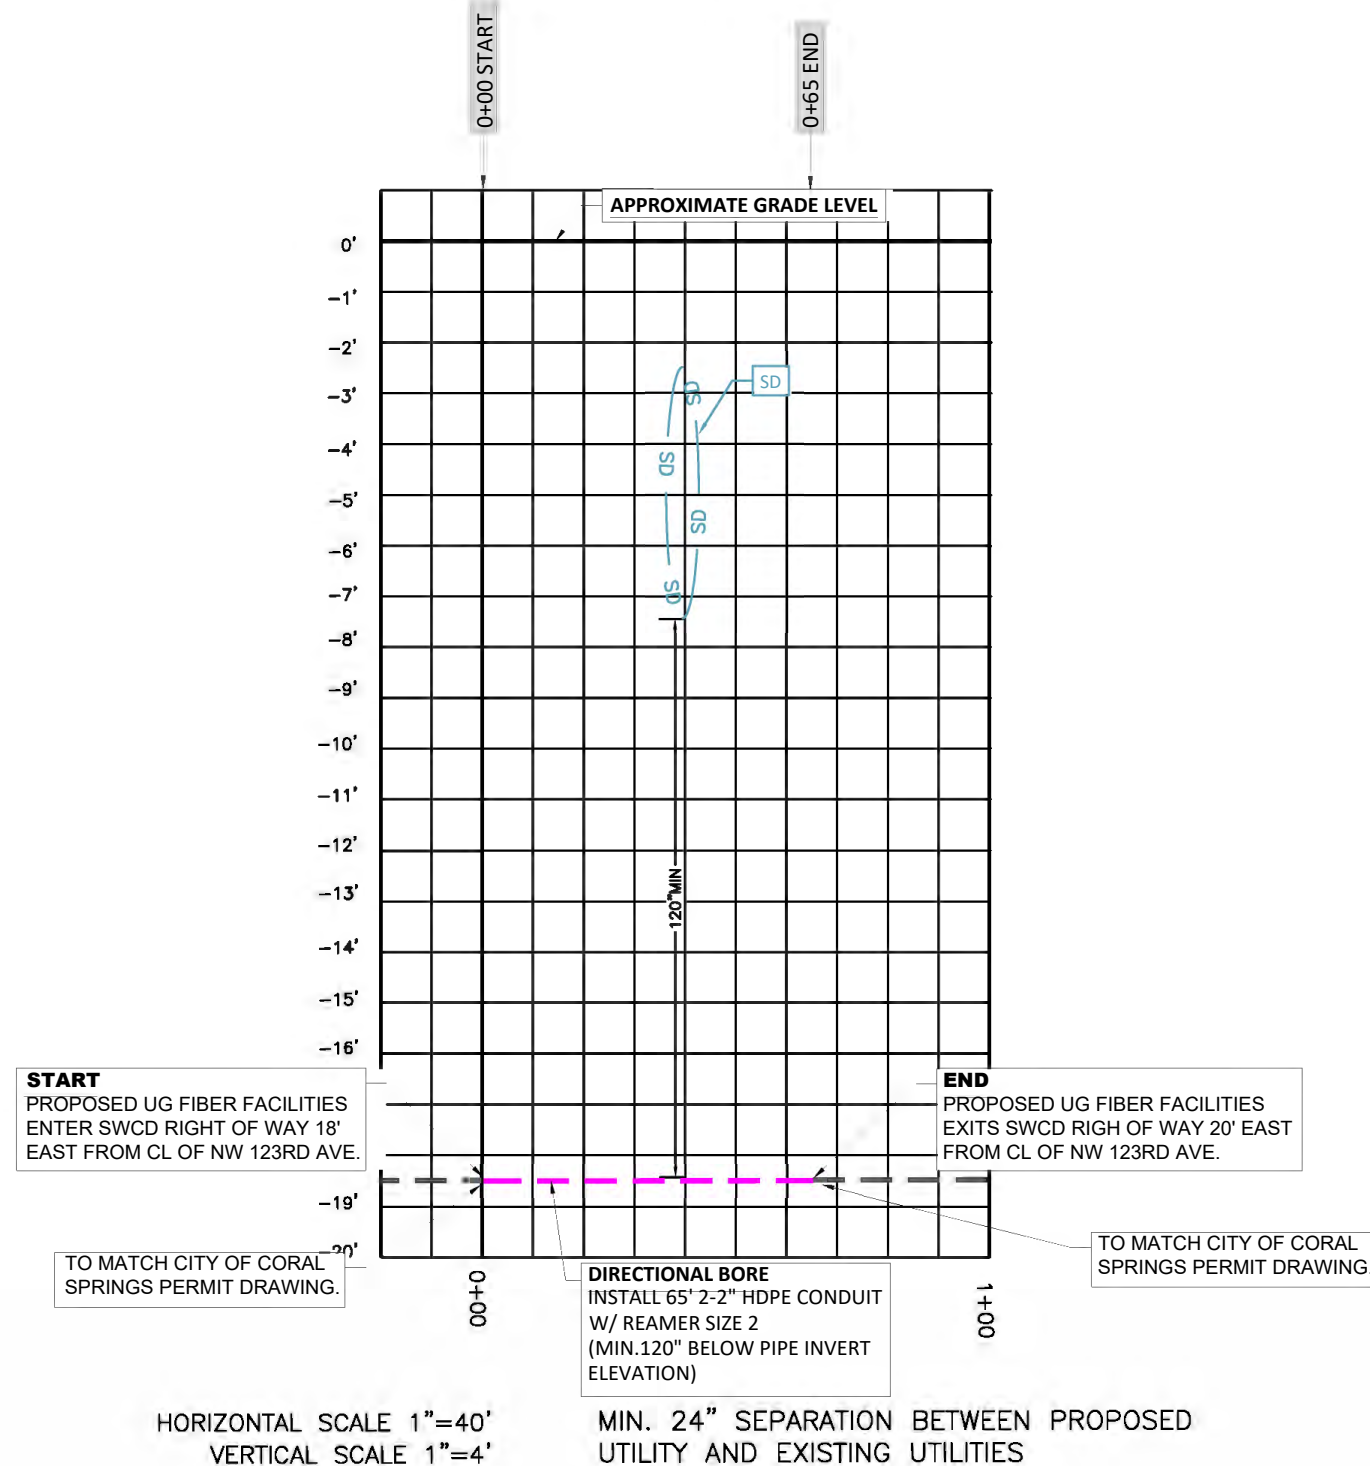 0+00 START
0+65 END
APPROXIMATE GRADE LEVEL
0'
-1'
-2'
-3'
-4'
-5'
-6'
-7'
-8'
-9'
-10'
-11'
-12'
-13'
-14'
-15'
-16'
-19'
-20'
SD
SD
SD
SD
SD
120"MIN
START
PROPOSED UG FIBER FACILITIES
ENTER SWCD RIGHT OF WAY 18'
EAST FROM CL OF NW 123RD AVE.
END
PROPOSED UG FIBER FACILITIES
EXITS SWCD RIGH OF WAY 20' EAST
FROM CL OF NW 123RD AVE.
TO MATCH CITY OF CORAL
SPRINGS PERMIT DRAWING.
TO MATCH CITY OF CORAL
SPRINGS PERMIT DRAWING.
0+00
1+00
DIRECTIONAL BORE
INSTALL 65' 2-2" HDPE CONDUIT
W/ REAMER SIZE 2
(MIN.120" BELOW PIPE INVERT
ELEVATION)
HORIZONTAL SCALE 1"=40'
VERTICAL SCALE 1"=4'
MIN. 24" SEPARATION BETWEEN PROPOSED
UTILITY AND EXISTING UTILITIES